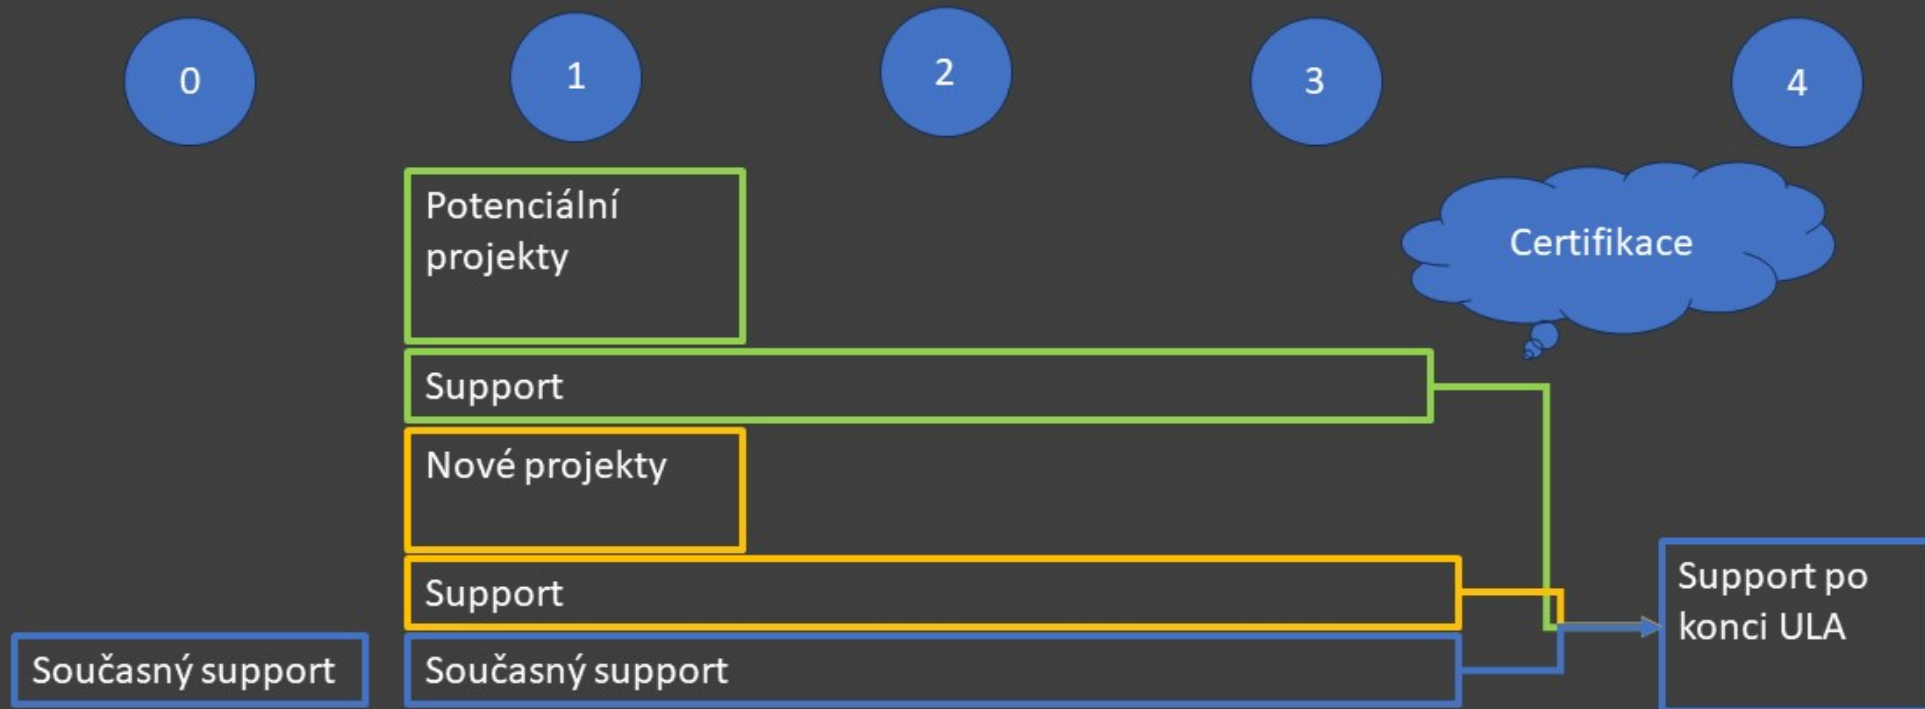 0
1
2
3
4
Potenciální
projekty
Certifikace
Support
Nové projekty
Support
Support po
konci ULA
Současný support
Současný support